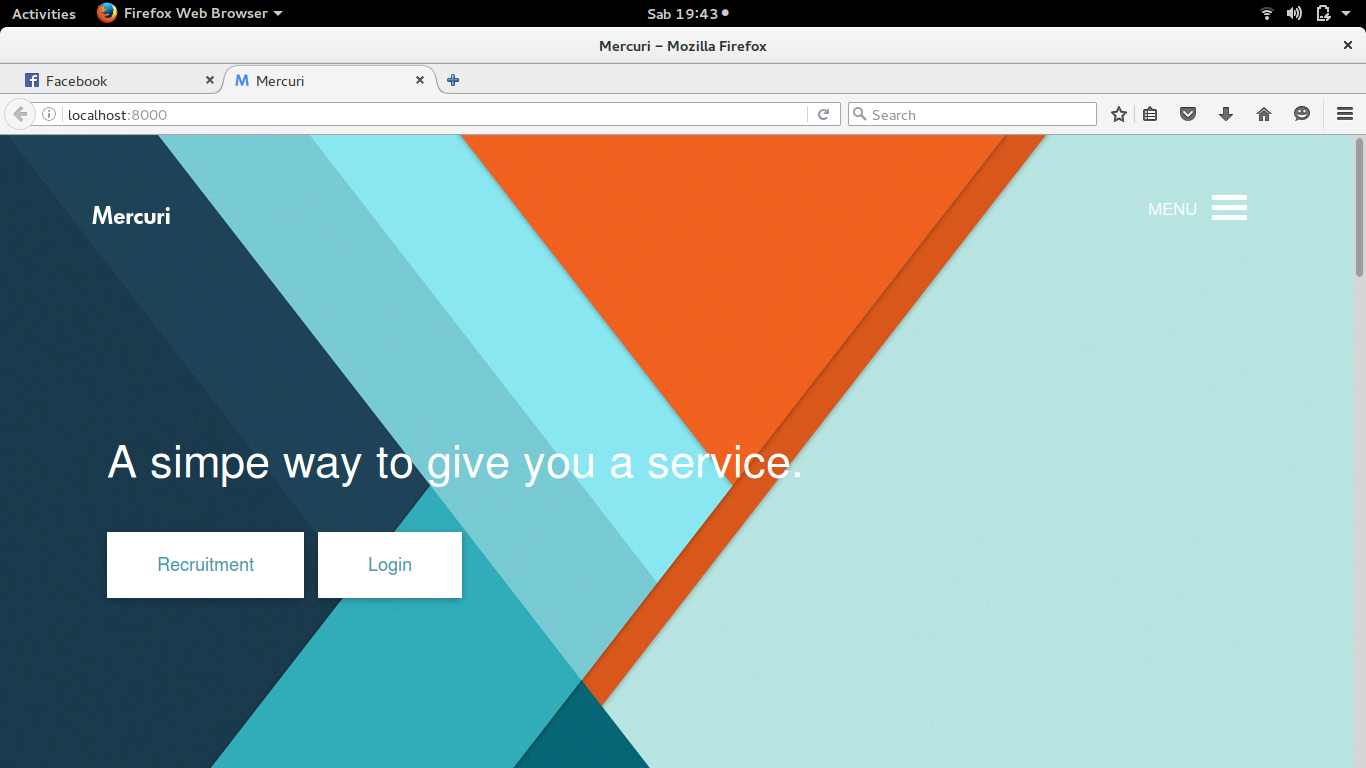 Activities Firefox Web Browser Sab 19:43
Mercuri - Mozilla Firefox
Facebook Mercuri
localhost:8000 Search
Mercuri MENU
A simpe way to give you a service.
Recruitment Login